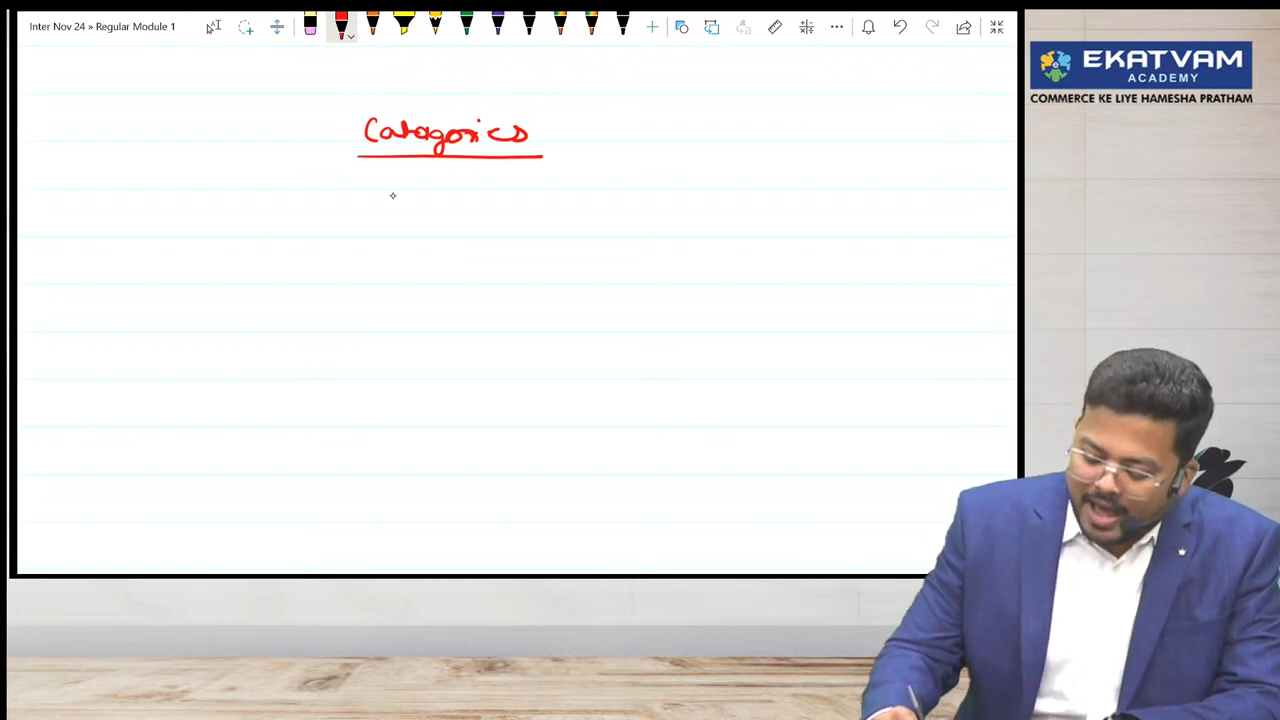 Inter Nov 24 » Regular Module 1
EKATVAM
ACADEMY
COMMERCE KE LIYE HAMESHA PRATHAM
Catagories